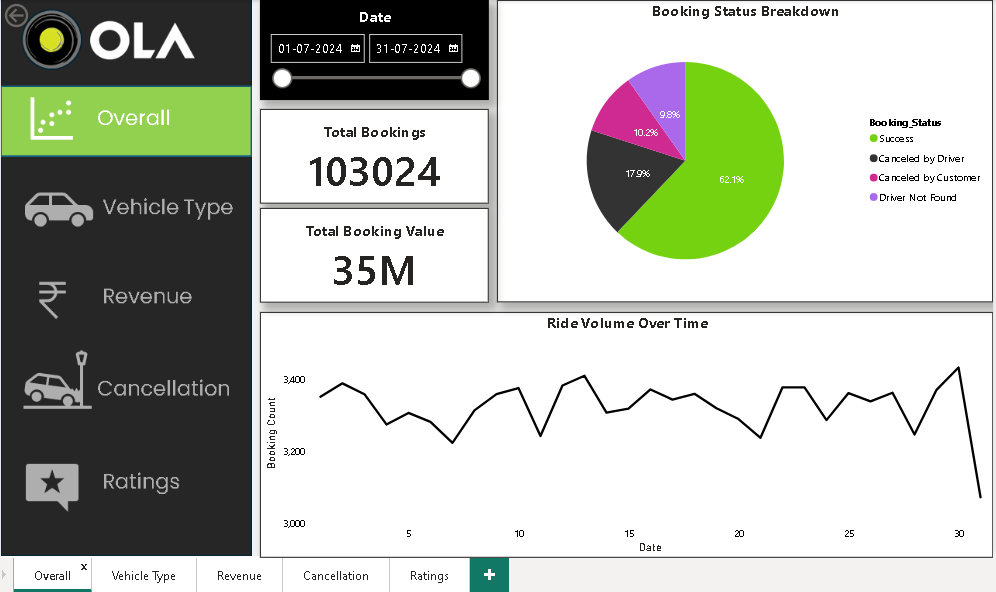 OLA
Overall
Vehicle Type
Revenue
Cancellation
Ratings
Date
01-07-2024
31-07-2024
Total Bookings
103024
Total Booking Value
35M
Booking Status Breakdown
9.8%
10.2%
17.9%
62.1%
Booking_Status
Success
Canceled by Driver
Canceled by Customer
Driver Not Found
Ride Volume Over Time
Booking Count
3,400
3,200
3,000
5
10
15
20
25
30
Date
Overall
x
Vehicle Type
Revenue
Cancellation
Ratings
+